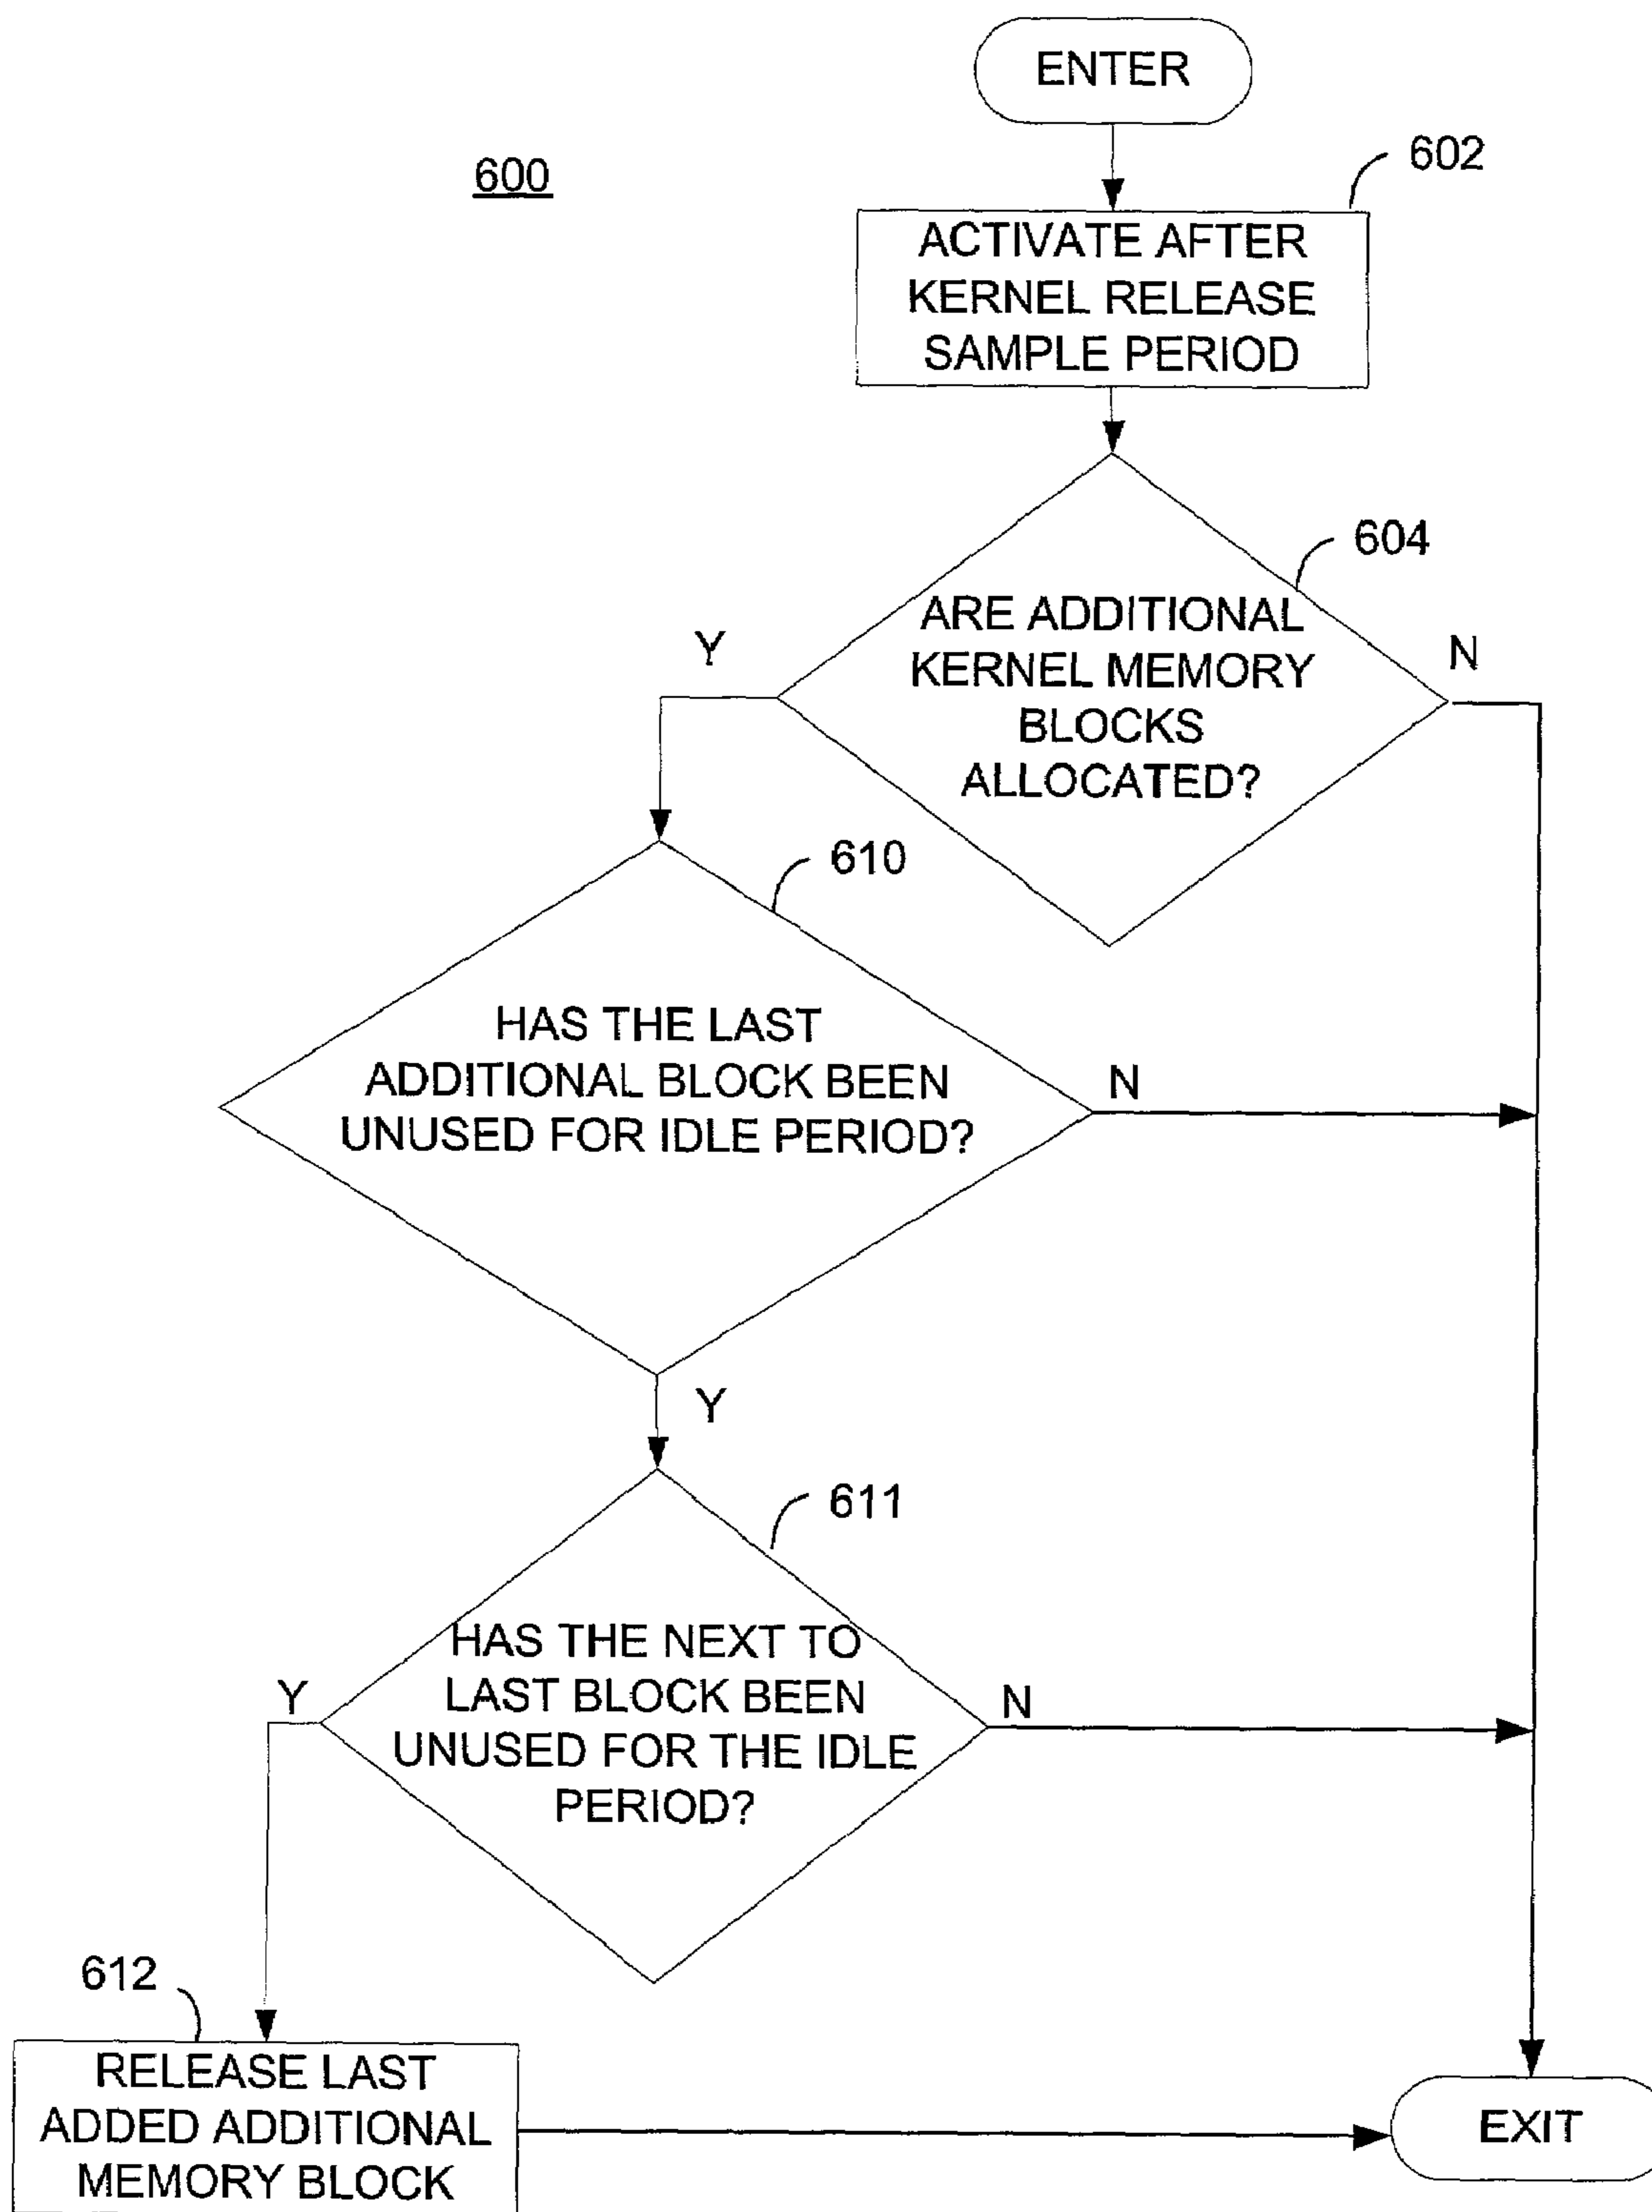 ENTER
600
602
ACTIVATE AFTER
KERNEL RELEASE
SAMPLE PERIOD
604
ARE ADDITIONAL
KERNEL MEMORY
BLOCKS
ALLOCATED?
Y
N
610
HAS THE LAST
ADDITIONAL BLOCK BEEN
UNUSED FOR IDLE PERIOD?
N
Y
611
HAS THE NEXT TO
LAST BLOCK BEEN
UNUSED FOR THE IDLE
PERIOD?
Y
N
612
RELEASE LAST
ADDED ADDITIONAL
MEMORY BLOCK
EXIT